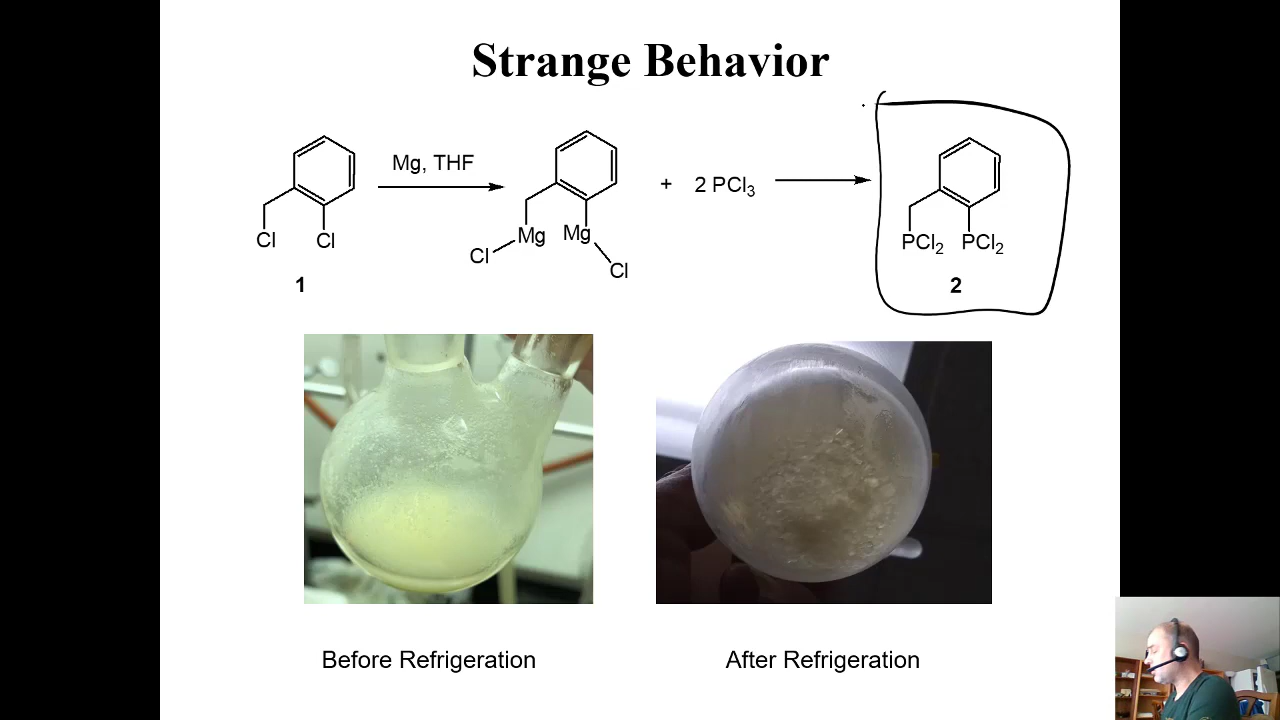 Strange Behavior
Mg, THF
+ 2 PCl3
Cl Cl
Cl Mg Mg Cl
PCl2 PCl2
1
2
Before Refrigeration
After Refrigeration